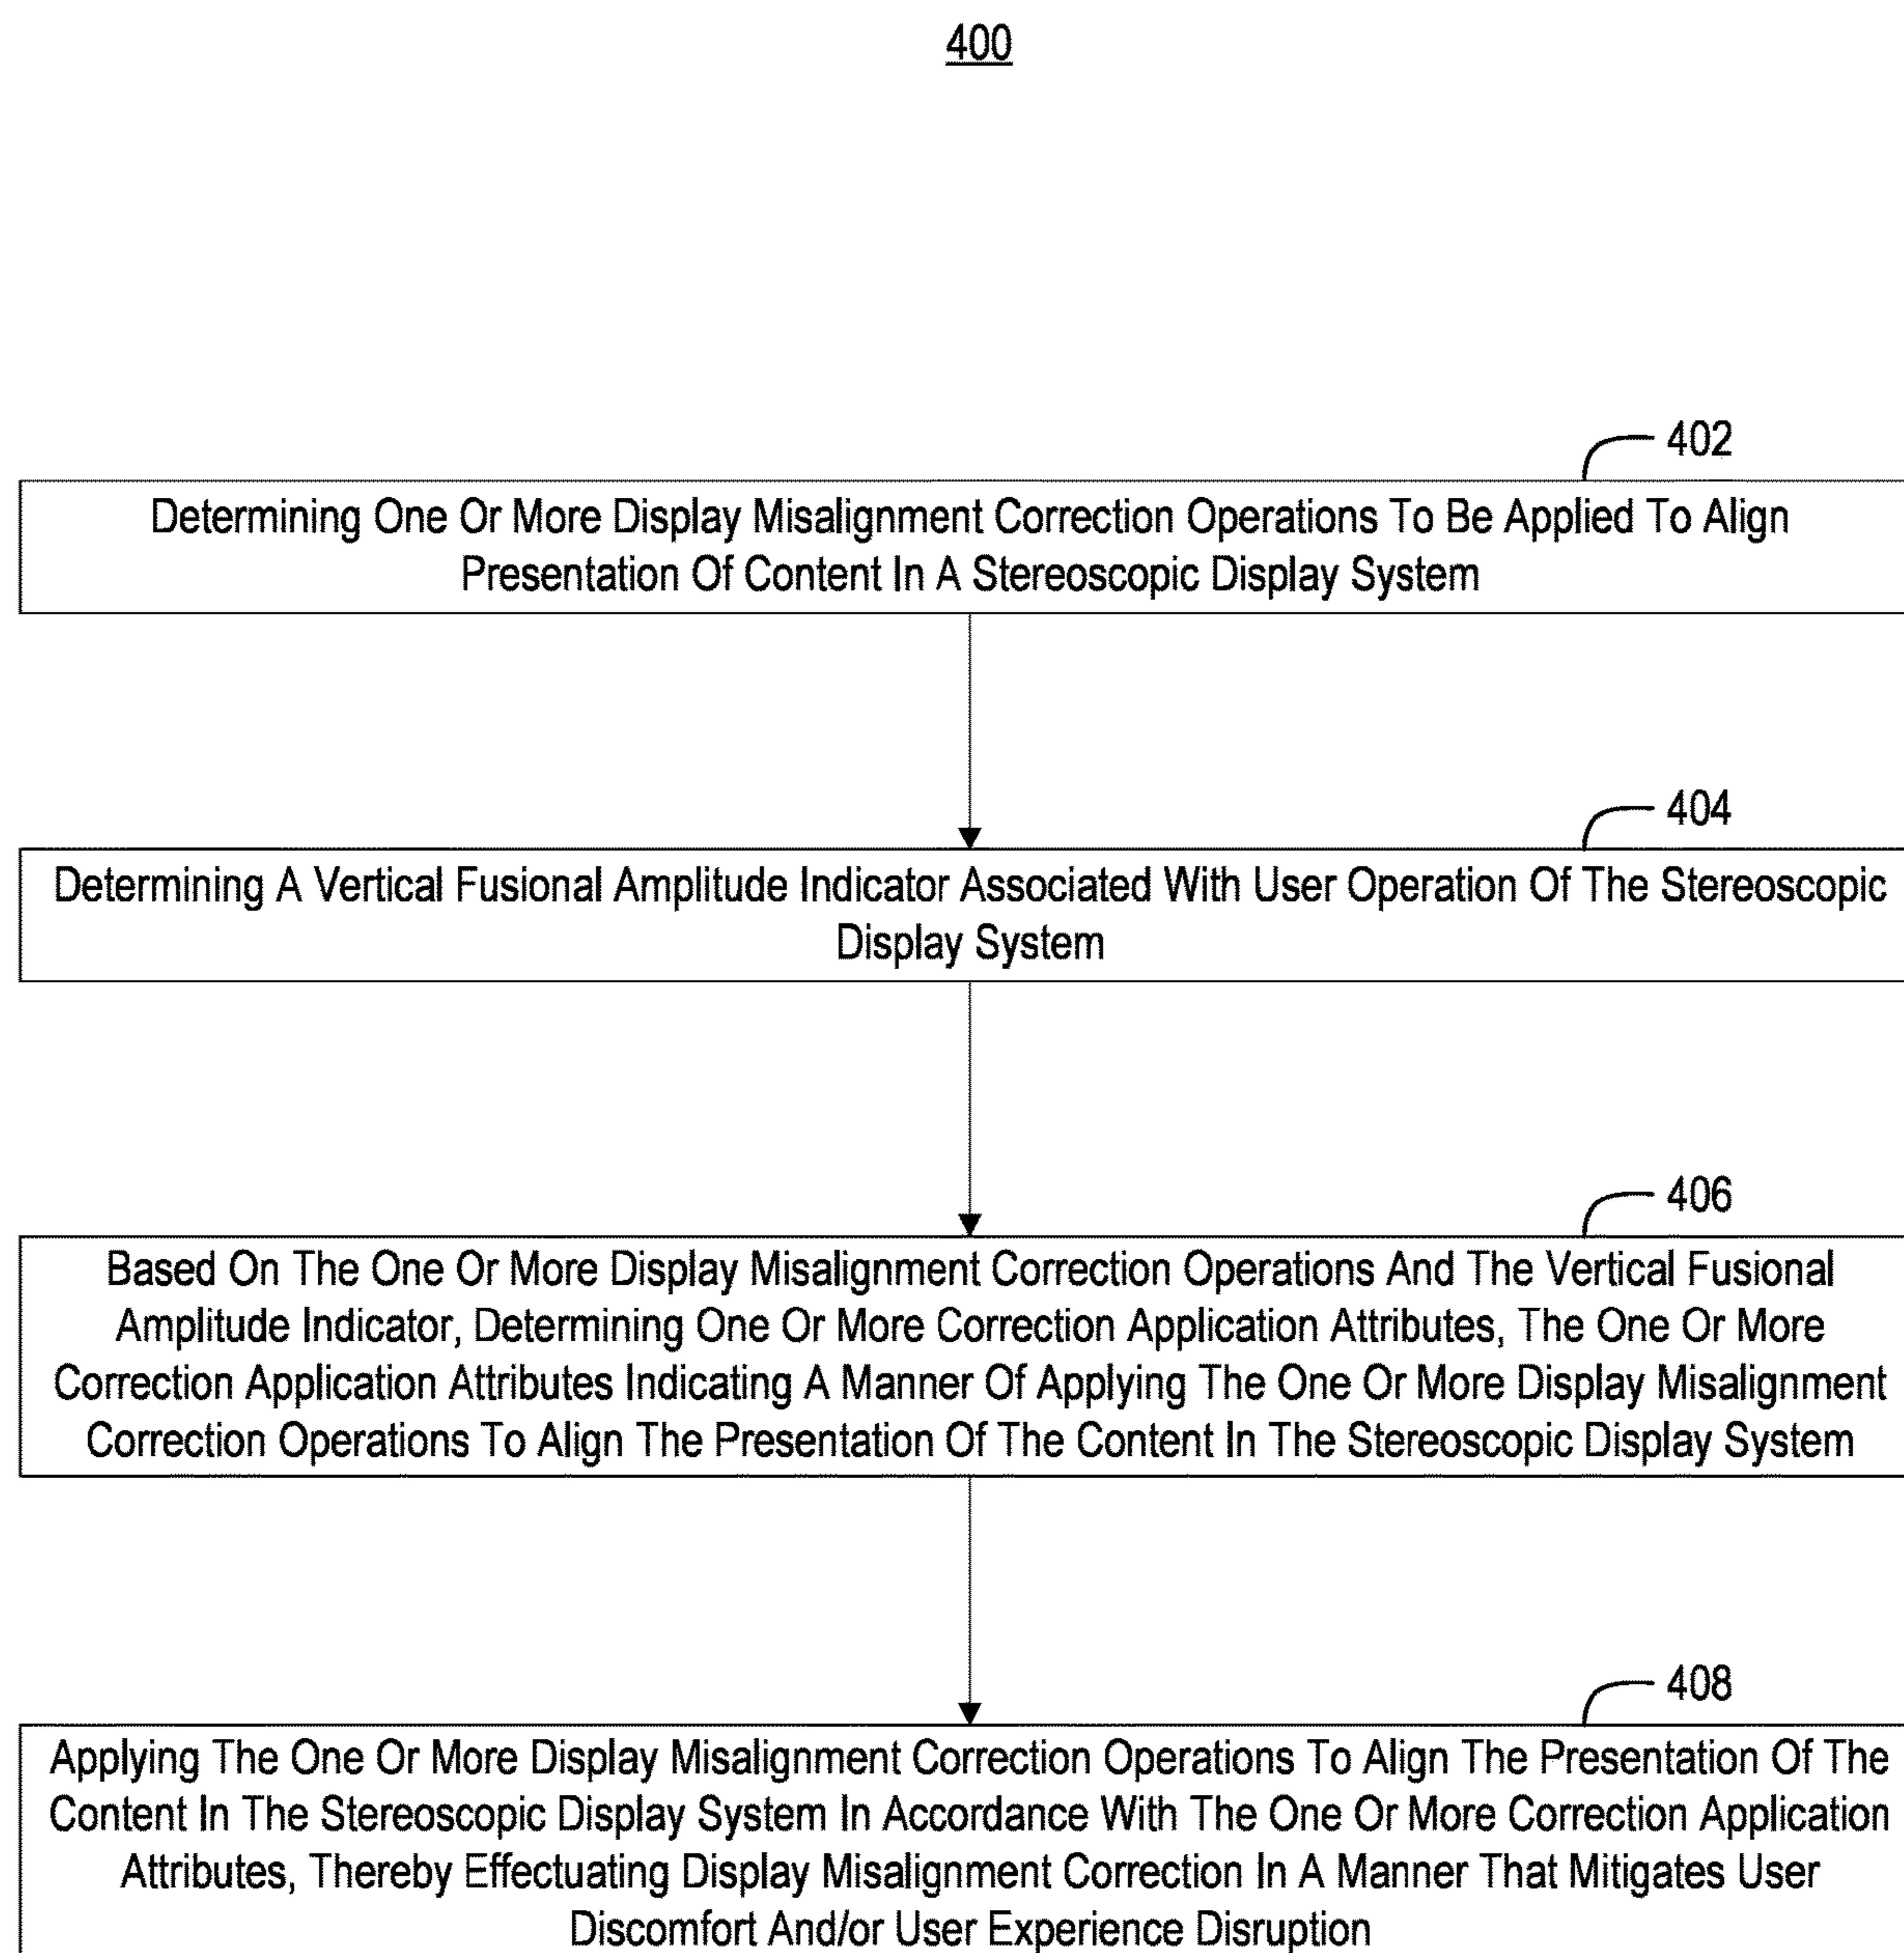 400
402
Determining One Or More Display Misalignment Correction Operations To Be Applied To Align
Presentation Of Content In A Stereoscopic Display System
404
Determining A Vertical Fusional Amplitude Indicator Associated With User Operation Of The Stereoscopic
Display System
406
Based On The One Or More Display Misalignment Correction Operations And The Vertical Fusional
Amplitude Indicator, Determining One Or More Correction Application Attributes, The One Or More
Correction Application Attributes Indicating A Manner Of Applying The One Or More Display Misalignment
Correction Operations To Align The Presentation Of The Content In The Stereoscopic Display System
408
Applying The One Or More Display Misalignment Correction Operations To Align The Presentation Of The
Content In The Stereoscopic Display System In Accordance With The One Or More Correction Application
Attributes, Thereby Effectuating Display Misalignment Correction In A Manner That Mitigates User
Discomfort And/or User Experience Disruption